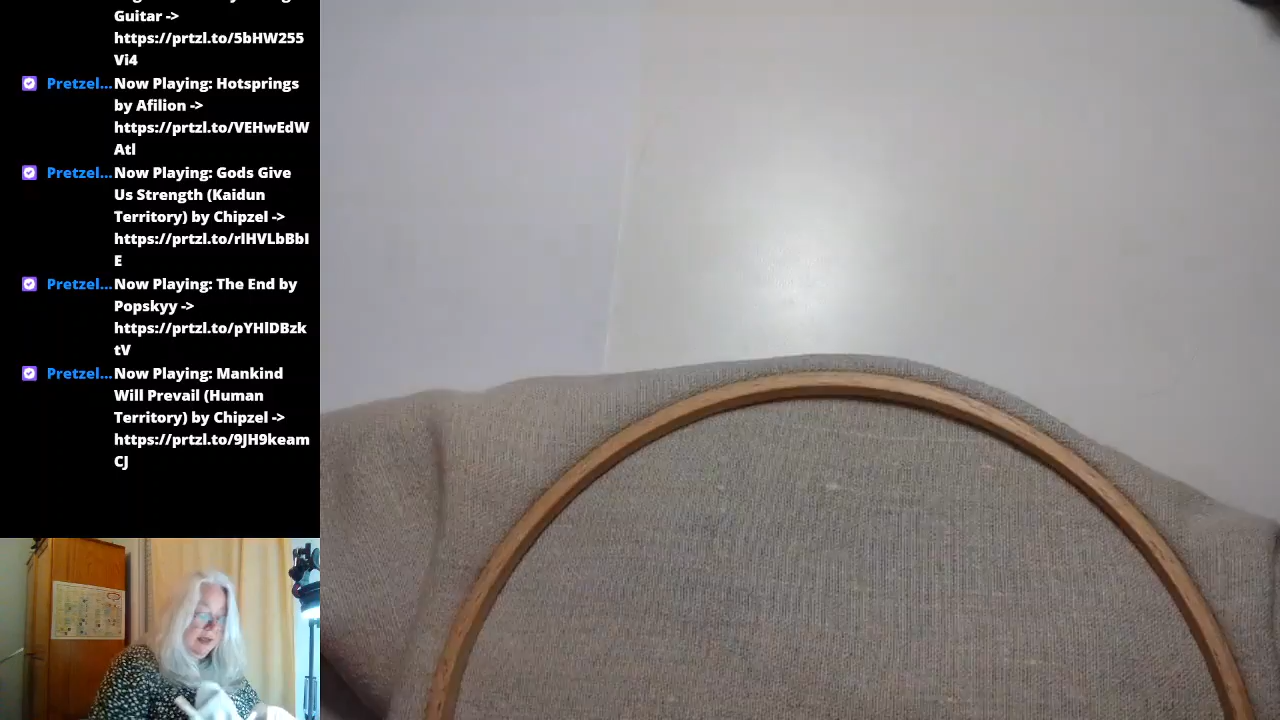 Guitar ->
https://prtzl.to/5bHW255
Vi4
Pretzel... Now Playing: Hotsprings
by Afilion ->
https://prtzl.to/VEHwEdW
Atl
Pretzel... Now Playing: Gods Give
Us Strength (Kaidun
Territory) by Chipzel ->
https://prtzl.to/rlHVLbBbI
E
Pretzel... Now Playing: The End by
Popskyy ->
https://prtzl.to/pYHlDBzk
tV
Pretzel... Now Playing: Mankind
Will Prevail (Human
Territory) by Chipzel ->
https://prtzl.to/9JH9keam
CJ